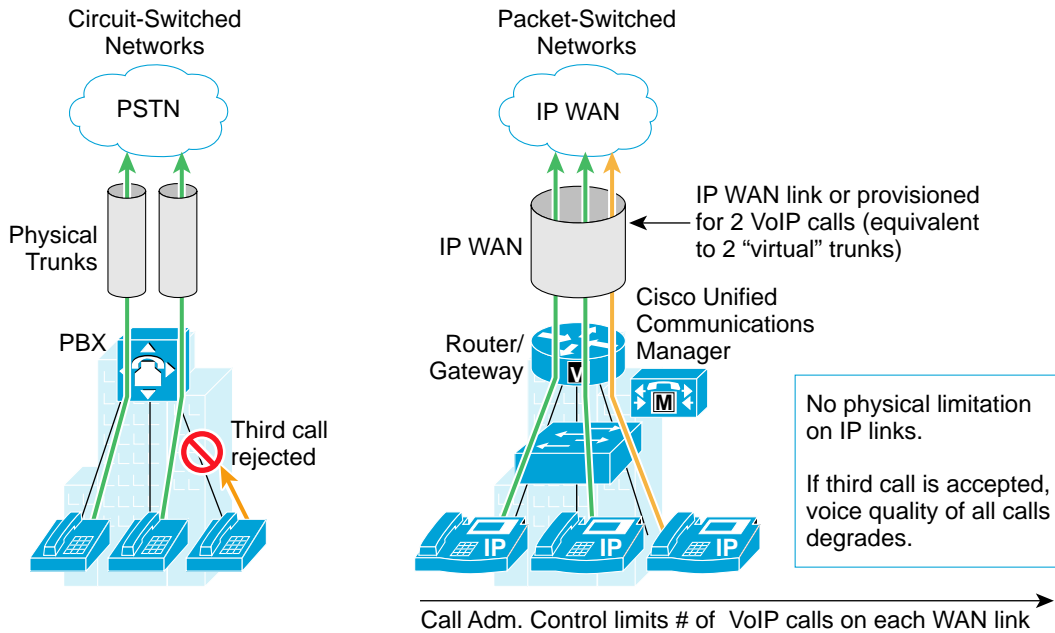 Circuit-Switched
Networks
PSTN
Physical
Trunks
PBX
Third call
rejected
Packet-Switched
Networks
IP WAN
IP WAN
IP WAN link or provisioned
for 2 VoIP calls (equivalent
to 2 “virtual” trunks)
Cisco Unified
Communications
Manager
Router/
Gateway
V
M
IP
IP
IP
No physical limitation
on IP links.
If third call is accepted,
voice quality of all calls
degrades.
Call Adm. Control limits # of VoIP calls on each WAN link